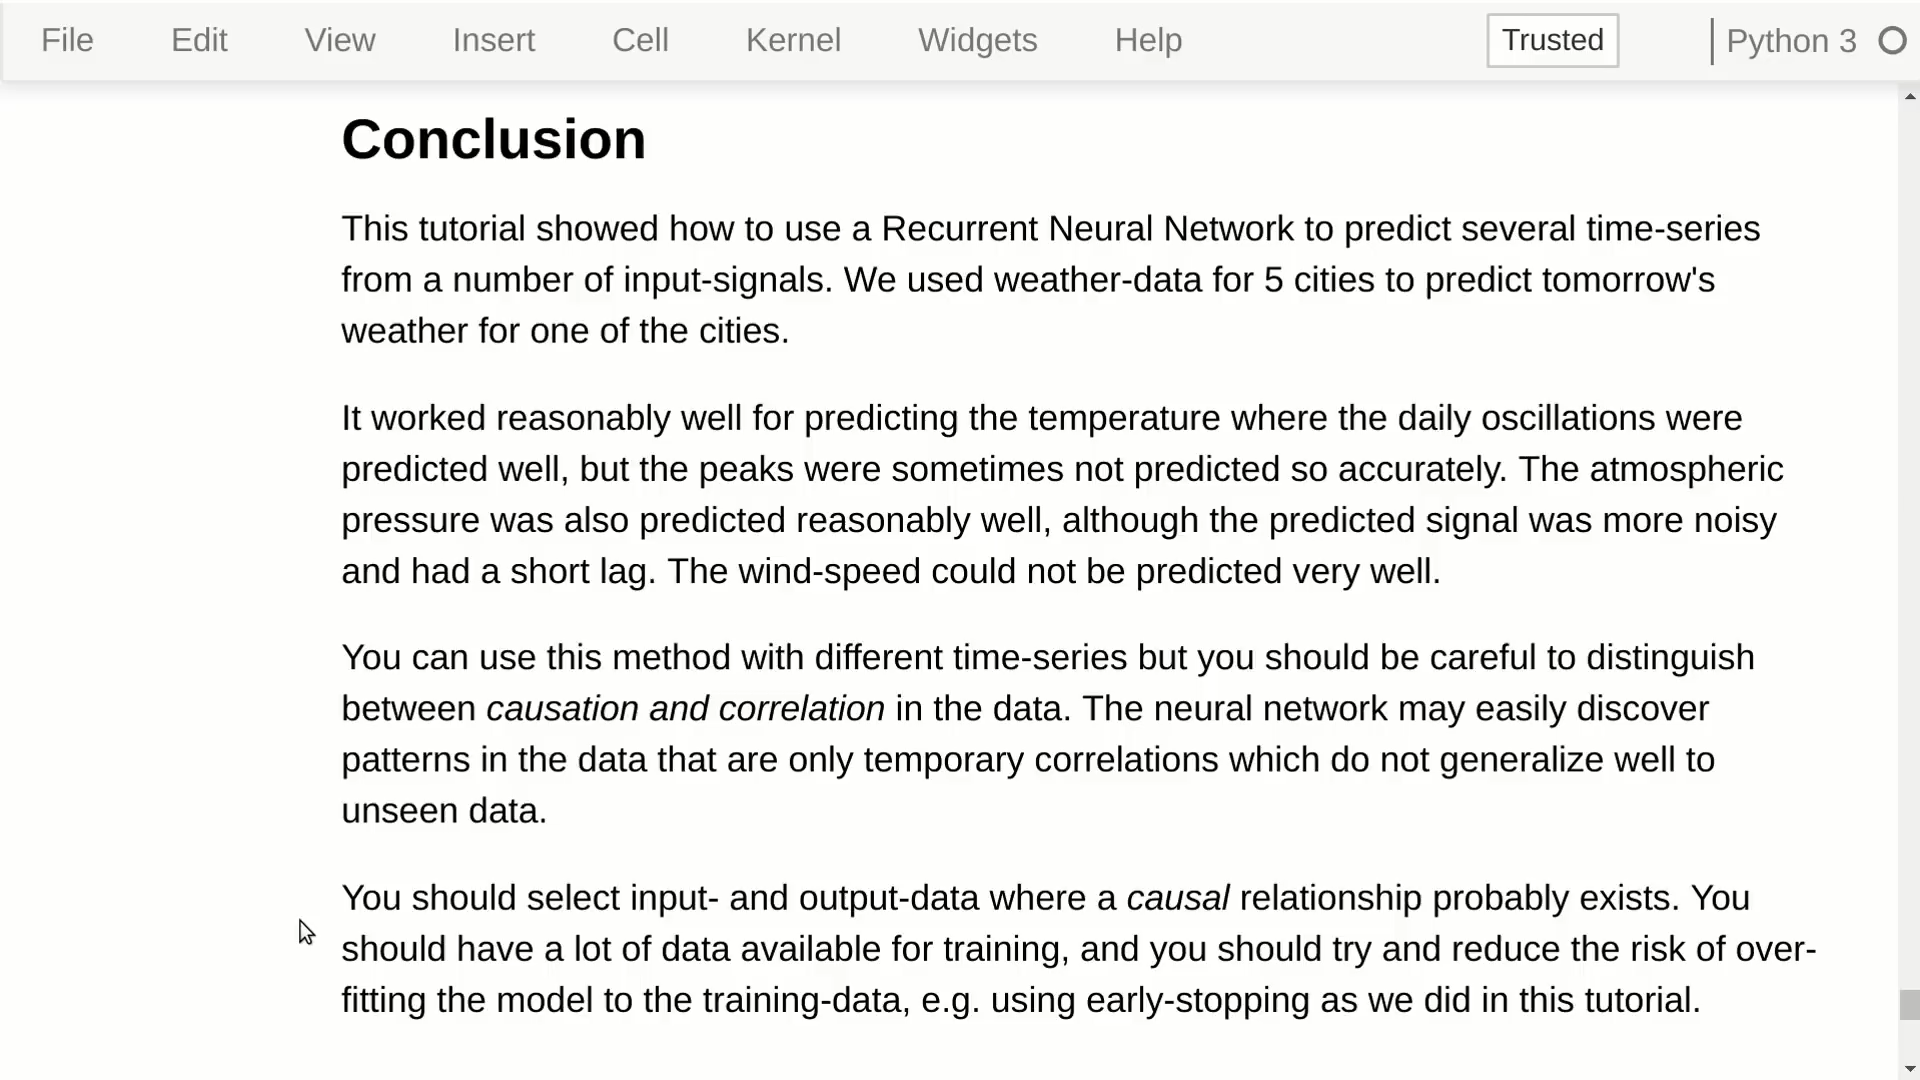 File Edit View Insert Cell Kernel Widgets Help Trusted Python 3
Conclusion
This tutorial showed how to use a Recurrent Neural Network to predict several time-series
from a number of input-signals. We used weather-data for 5 cities to predict tomorrow's
weather for one of the cities.
It worked reasonably well for predicting the temperature where the daily oscillations were
predicted well, but the peaks were sometimes not predicted so accurately. The atmospheric
pressure was also predicted reasonably well, although the predicted signal was more noisy
and had a short lag. The wind-speed could not be predicted very well.
You can use this method with different time-series but you should be careful to distinguish
between causation and correlation in the data. The neural network may easily discover
patterns in the data that are only temporary correlations which do not generalize well to
unseen data.
You should select input- and output-data where a causal relationship probably exists. You
should have a lot of data available for training, and you should try and reduce the risk of over-
fitting the model to the training-data, e.g. using early-stopping as we did in this tutorial.